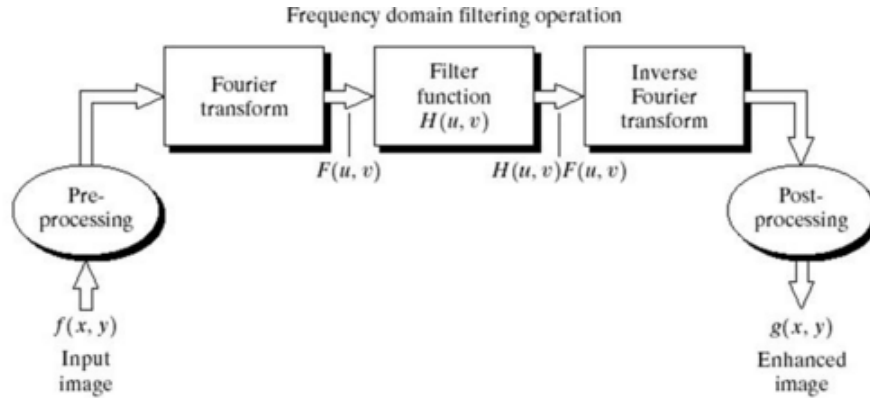 Frequency domain filtering operation
Fourier
transform
Filter
function
H(u, v)
Inverse
Fourier
transform
F(u, v)
H(u, v)F(u, v)
Pre-
processing
Post-
processing
f(x, y)
Input
image
g(x, y)
Enhanced
image